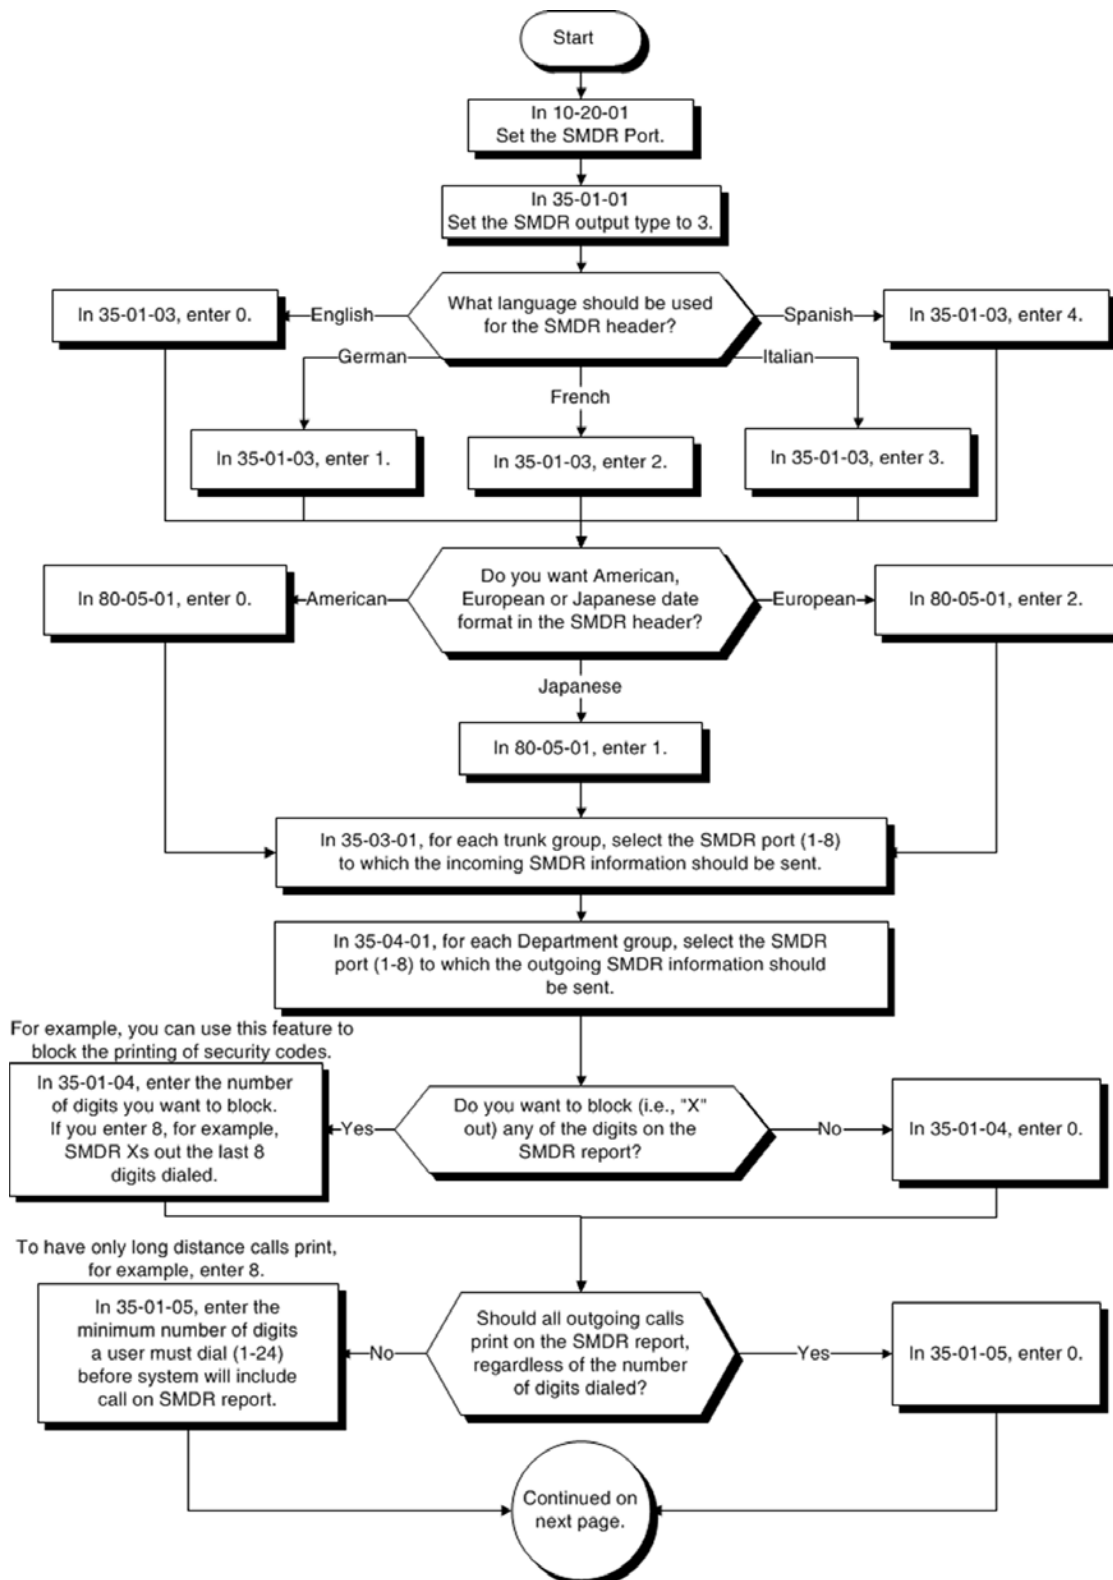 Start
In 10-20-01
Set the SMDR Port.
In 35-01-01
Set the SMDR output type to 3.
What language should be used
for the SMDR header?
English
In 35-01-03, enter 0.
Spanish
In 35-01-03, enter 4.
German
Italian
French
In 35-01-03, enter 1.
In 35-01-03, enter 2.
In 35-01-03, enter 3.
Do you want American,
European or Japanese date
format in the SMDR header?
American
In 80-05-01, enter 0.
European
In 80-05-01, enter 2.
Japanese
In 80-05-01, enter 1.
In 35-03-01, for each trunk group, select the SMDR port (1-8)
to which the incoming SMDR information should be sent.
In 35-04-01, for each Department group, select the SMDR
port (1-8) to which the outgoing SMDR information should
be sent.
For example, you can use this feature to
block the printing of security codes.
In 35-01-04, enter the number
of digits you want to block.
If you enter 8, for example,
SMDR Xs out the last 8
digits dialed.
Yes
Do you want to block (i.e., "X"
out) any of the digits on the
SMDR report?
No
In 35-01-04, enter 0.
To have only long distance calls print,
for example, enter 8.
In 35-01-05, enter the
minimum number of digits
a user must dial (1-24)
before system will include
call on SMDR report.
No
Should all outgoing calls
print on the SMDR report,
regardless of the number
of digits dialed?
Yes
In 35-01-05, enter 0.
Continued on
next page.